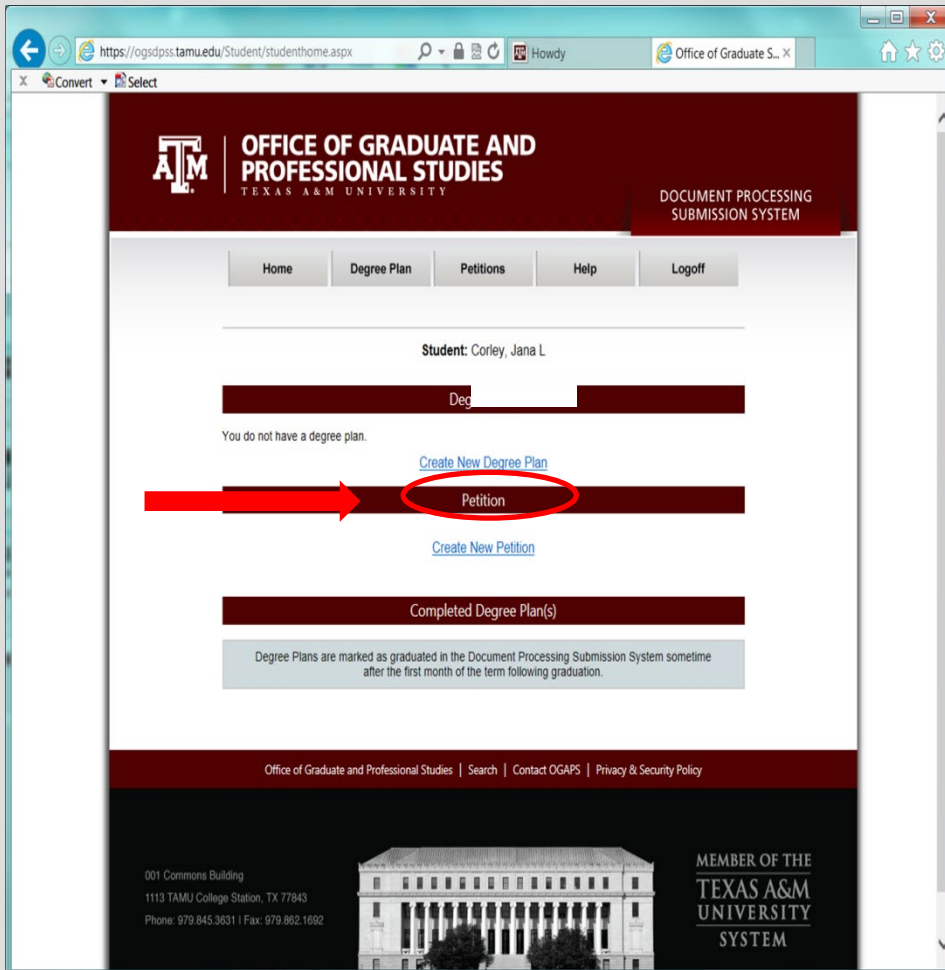 https://ogsdpss.tamu.edu/Student/studenthome.aspx
Howdy
Office of Graduate S...
x Convert Select
ĀM OFFICE OF GRADUATE AND
PROFESSIONAL STUDIES
TEXAS A&M UNIVERSITY
DOCUMENT PROCESSING
SUBMISSION SYSTEM
Home Degree Plan Petitions Help Logoff
Student: Corley, Jana L
Deg
You do not have a degree plan.
Create New Degree Plan
Petition
Create New Petition
Completed Degree Plan(s)
Degree Plans are marked as graduated in the Document Processing Submission System sometime
after the first month of the term following graduation.
Office of Graduate and Professional Studies | Search | Contact OGAPS | Privacy & Security Policy
001 Commons Building
1113 TAMU College Station, TX 77843
Phone: 979.845.3631 | Fax: 979.862.1692
MEMBER OF THE
TEXAS A&M
UNIVERSITY
SYSTEM